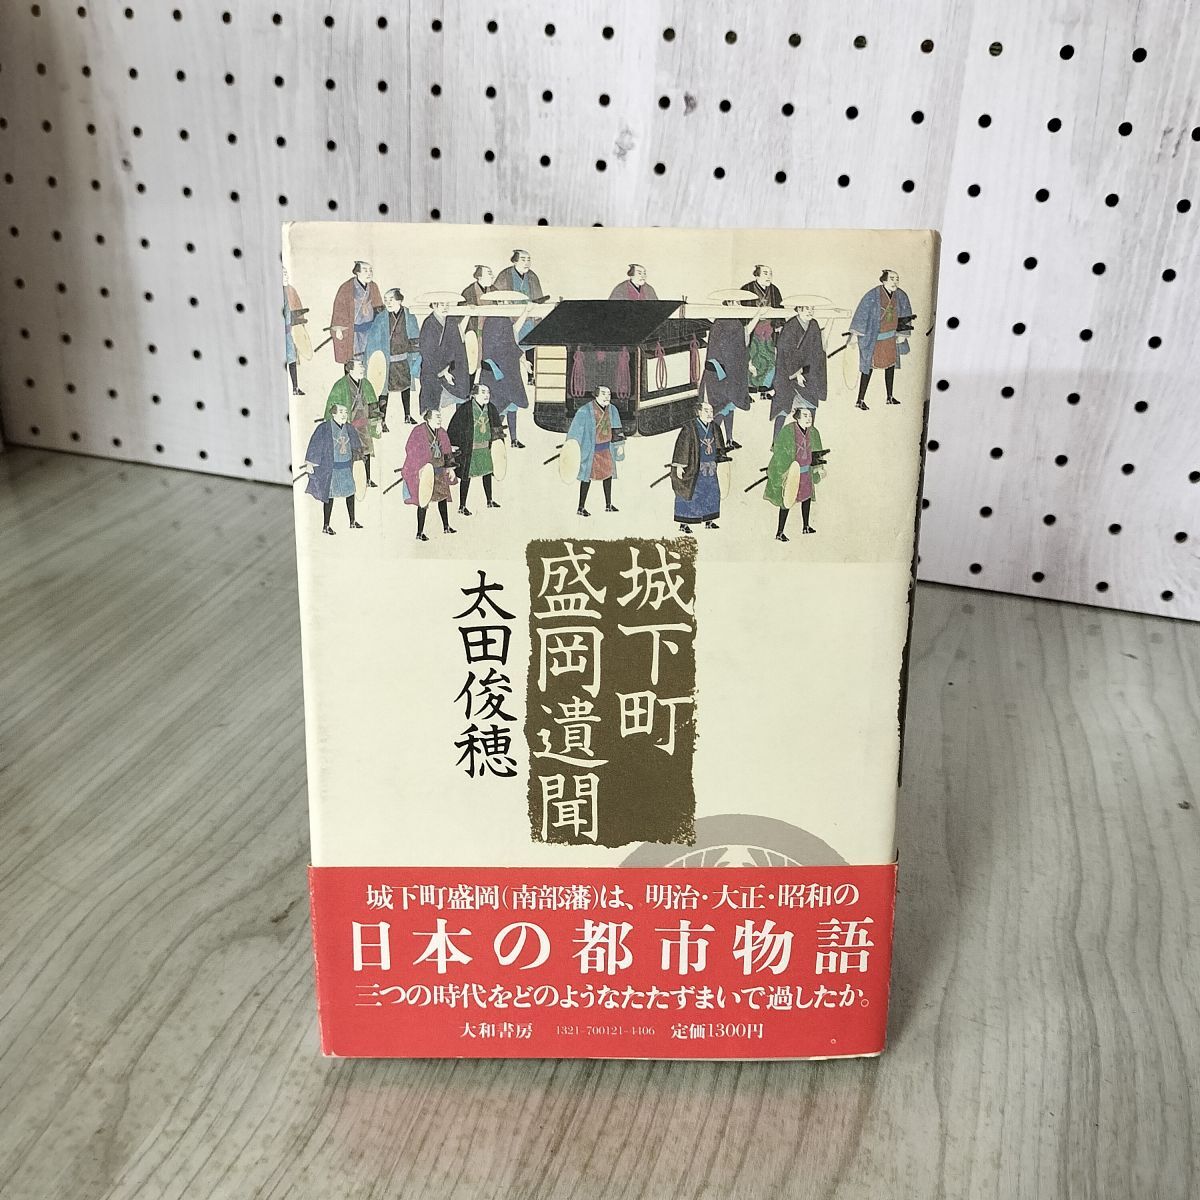 城下町
盛岡遺聞
太田俊穂
城下町盛岡(南部藩)は、明治・大正・昭和の
日本の都市物語
三つの時代をどのようなたたずまいで過したか。
大和書房 1321-700121-4406 定価1300円